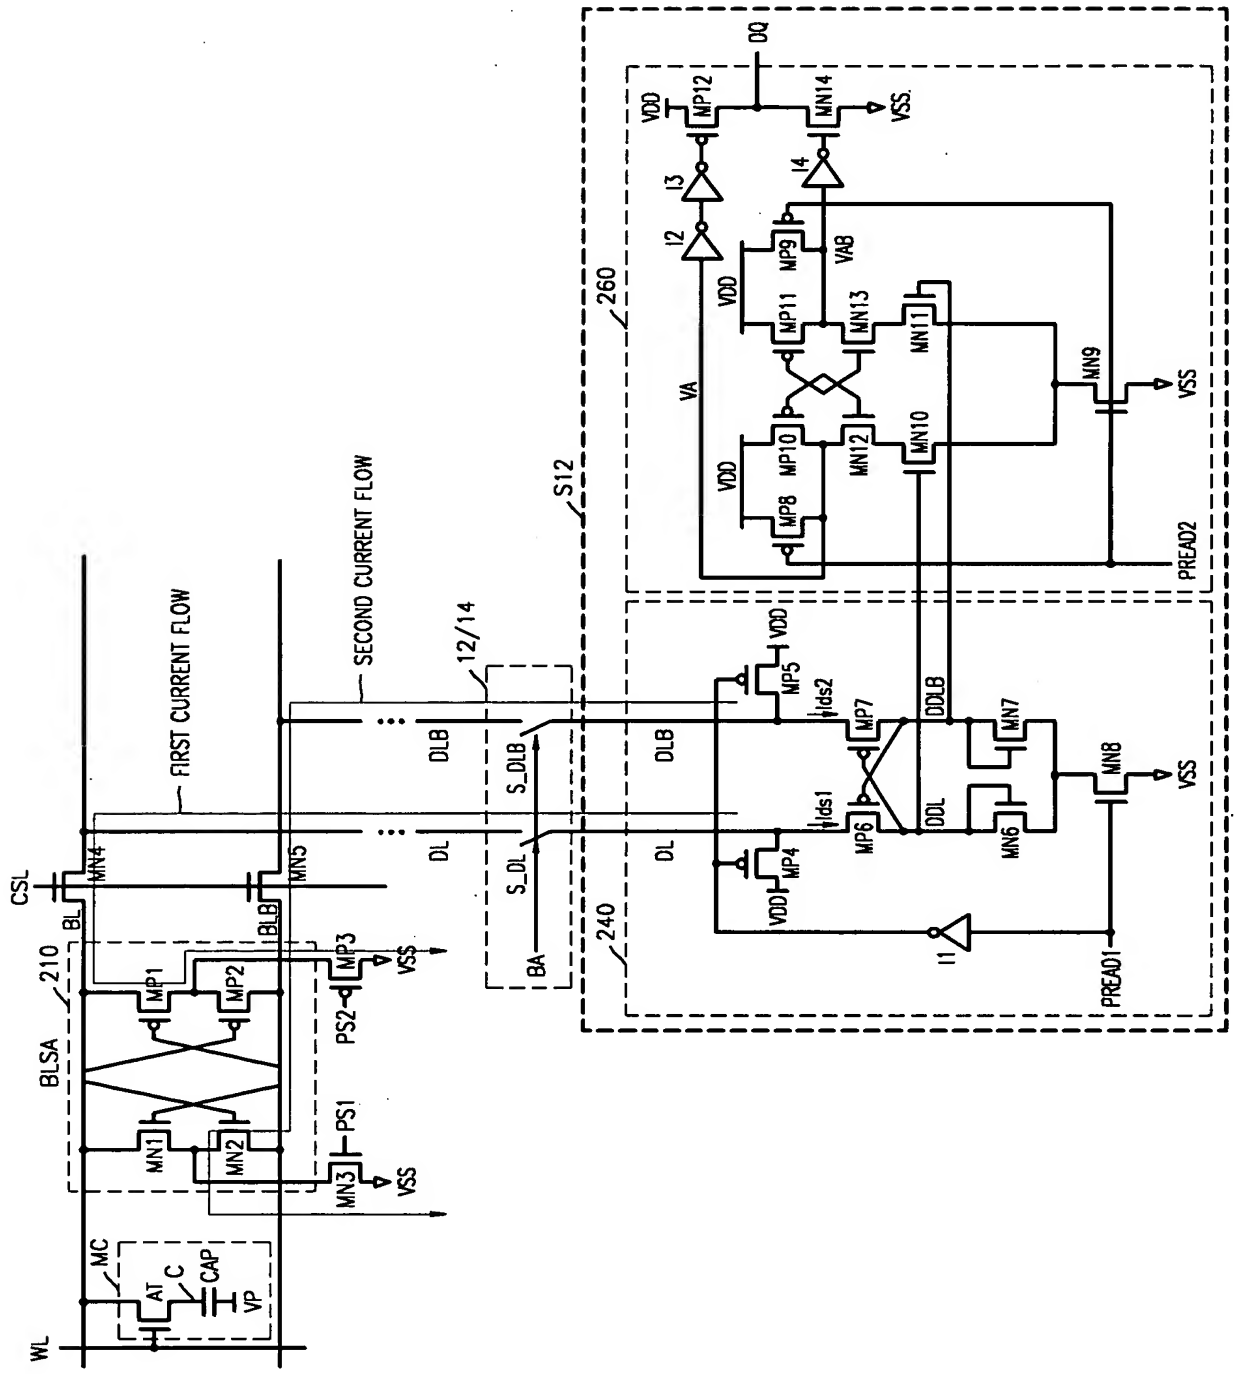 WL
MC
AT
C
CAP
VP
BLSA
210
MN1
MN2
MP1
MP2
MN3
PS1
VSS
PS2
MP3
VSS
BL
BLB
CSL
MN4
MN5
FIRST CURRENT FLOW
SECOND CURRENT FLOW
12/14
DL
DLB
S_DL
S_DLB
BA
DL
DLB
S12
240
I1
PREAD1
VDD
MP4
MP5
VDD
Ids1
Ids2
MP6
MP7
DDL
DDLB
MN6
MN7
MN8
VSS
260
VDD
MP8
MP10
VDD
MP11
MP9
VA
VAB
MN12
MN13
MN10
MN11
MN9
VSS
PREAD2
I2
I3
I4
VDD
MP12
DQ
MN14
VSS.